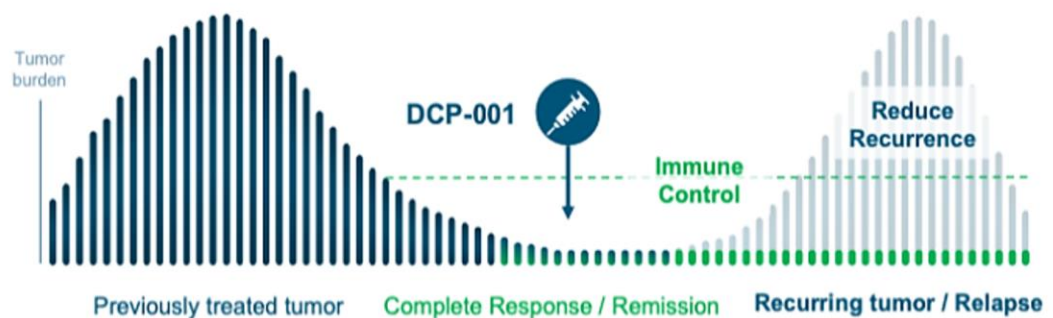 Tumor
burden
DCP-001
Immune
Control
Reduce
Recurrence
Previously treated tumor
Complete Response / Remission
Recurring tumor / Relapse